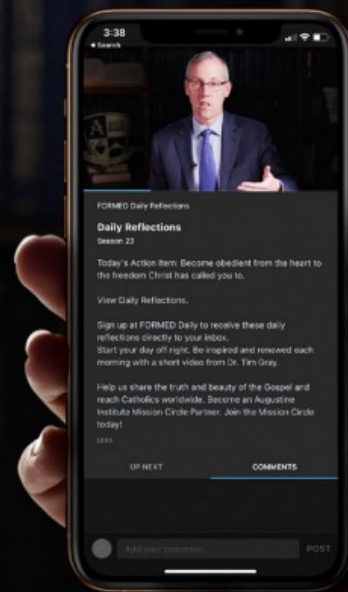 3:38
Search
A
FORMED Daily Reflections
Daily Reflections
Season 23
Today's Action Item: Become obedient from the heart to
the freedom Christ has called you to.
View Daily Reflections.
Sign up at FORMED Daily to receive these daily
reflections directly to your inbox.
Start your day off right. Be inspired and renewed each
morning with a short video from Dr. Tim Gray.
Help us share the truth and beauty of the Gospel and
reach Catholics worldwide. Become an Augustine
Institute Mission Circle Partner. Join the Mission Circle
today!
LESS
UP NEXT COMMENTS
Add your comment... POST